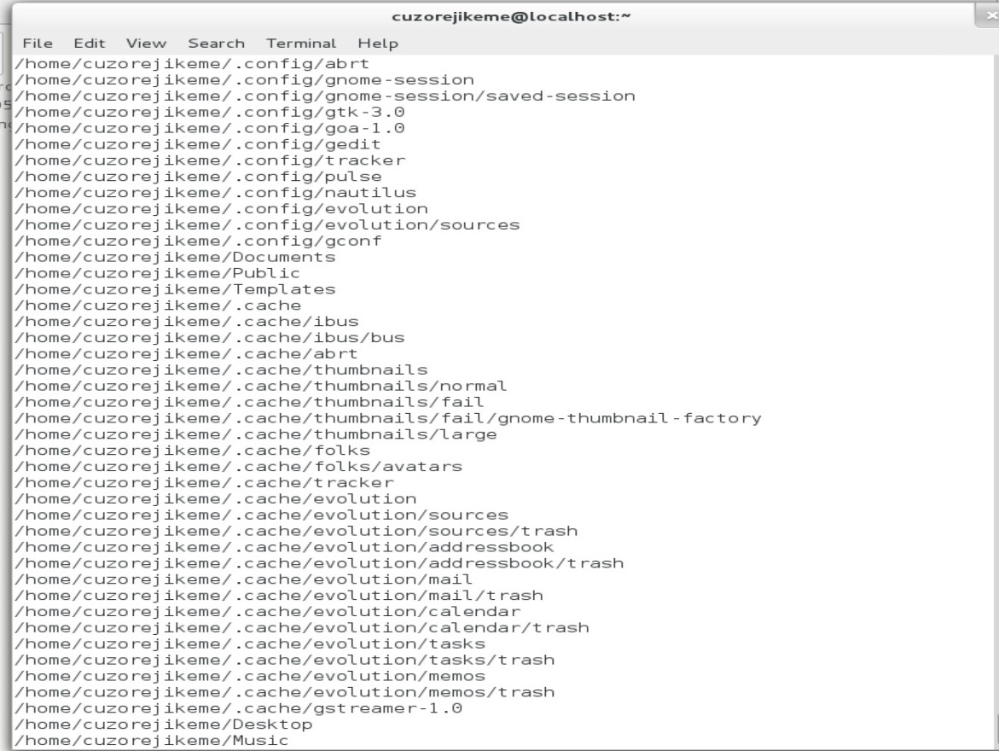 cuzorejikeme@localhost:~
File Edit View Search Terminal Help
/home/cuzorejikeme/.config/abrt
/home/cuzorejikeme/.config/gnome-session
/home/cuzorejikeme/.config/gnome-session/saved-session
/home/cuzorejikeme/.config/gtk-3.0
/home/cuzorejikeme/.config/goa-1.0
/home/cuzorejikeme/.config/gedit
/home/cuzorejikeme/.config/tracker
/home/cuzorejikeme/.config/pulse
/home/cuzorejikeme/.config/nautilus
/home/cuzorejikeme/.config/evolution
/home/cuzorejikeme/.config/evolution/sources
/home/cuzorejikeme/.config/gconf
/home/cuzorejikeme/Documents
/home/cuzorejikeme/Public
/home/cuzorejikeme/Templates
/home/cuzorejikeme/.cache
/home/cuzorejikeme/.cache/ibus
/home/cuzorejikeme/.cache/ibus/bus
/home/cuzorejikeme/.cache/abrt
/home/cuzorejikeme/.cache/thumbnails
/home/cuzorejikeme/.cache/thumbnails/normal
/home/cuzorejikeme/.cache/thumbnails/fail
/home/cuzorejikeme/.cache/thumbnails/fail/gnome-thumbnail-factory
/home/cuzorejikeme/.cache/thumbnails/large
/home/cuzorejikeme/.cache/folks
/home/cuzorejikeme/.cache/folks/avatars
/home/cuzorejikeme/.cache/tracker
/home/cuzorejikeme/.cache/evolution
/home/cuzorejikeme/.cache/evolution/sources
/home/cuzorejikeme/.cache/evolution/sources/trash
/home/cuzorejikeme/.cache/evolution/addressbook
/home/cuzorejikeme/.cache/evolution/addressbook/trash
/home/cuzorejikeme/.cache/evolution/mail
/home/cuzorejikeme/.cache/evolution/mail/trash
/home/cuzorejikeme/.cache/evolution/calendar
/home/cuzorejikeme/.cache/evolution/calendar/trash
/home/cuzorejikeme/.cache/evolution/tasks
/home/cuzorejikeme/.cache/evolution/tasks/trash
/home/cuzorejikeme/.cache/evolution/memos
/home/cuzorejikeme/.cache/evolution/memos/trash
/home/cuzorejikeme/.cache/gstreamer-1.0
/home/cuzorejikeme/Desktop
/home/cuzorejikeme/Music